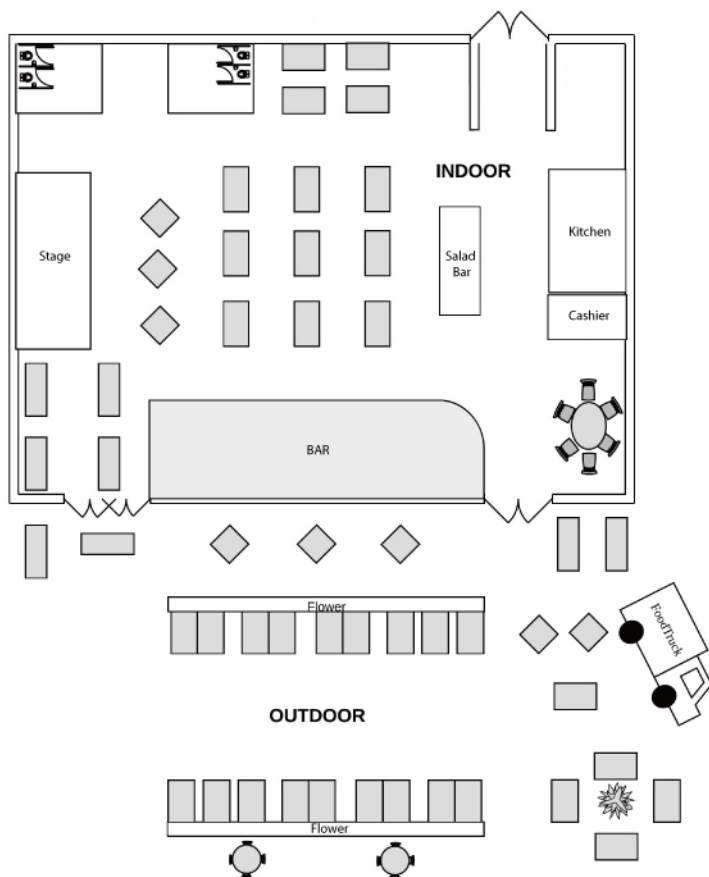 INDOOR
Stage
Salad
Bar
Kitchen
Cashier
BAR
Flower
FoodTruck
OUTDOOR
Flower